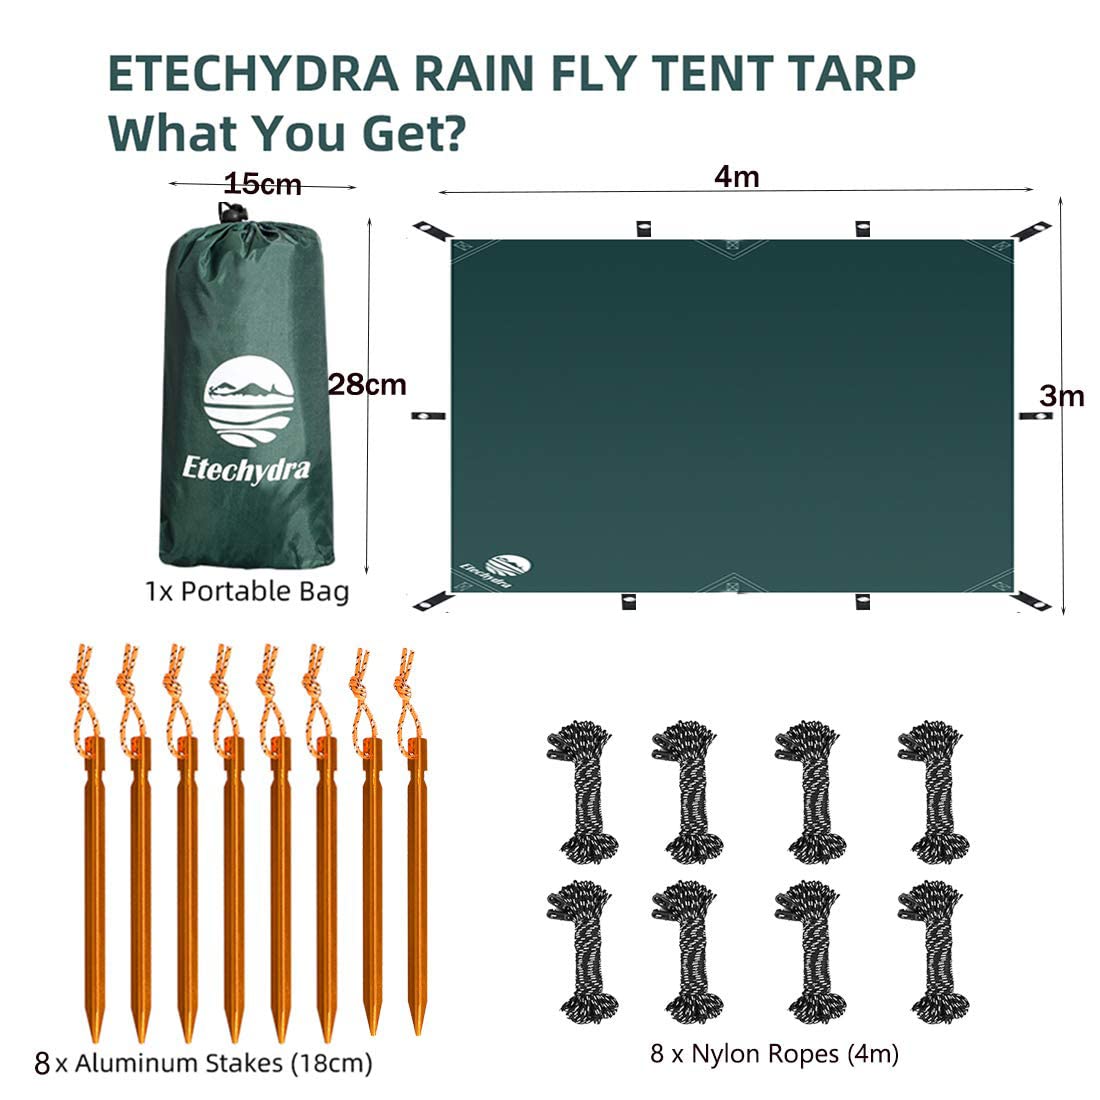 ETECHYDRA RAIN FLY TENT TARP
What You Get?
15cm
4m
28cm
3m
Etechydra
Etechydra
1x Portable Bag
8 x Aluminum Stakes (18cm)
8 x Nylon Ropes (4m)